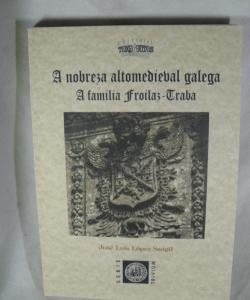 A nobreza altomedieval galega
A familia Froilaz-Traba
José Luis López Sangil